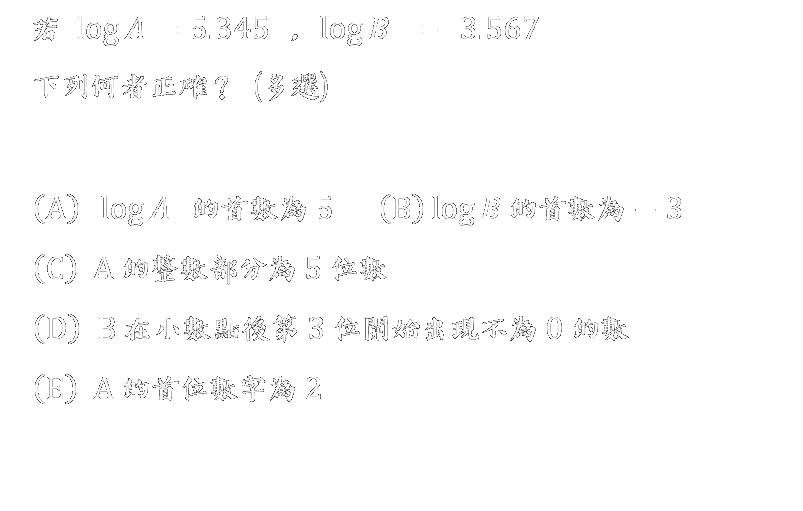 若 log A = 5.345 , log B = − 3.567
下列何者正確? (多選)
(A) log A 的首數為 5 (B) log B 的首數為 − 3
(C) A 的整數部分為 5 位數
(D) B 在小數點後第 3 位開始出現不為 0 的數
(E) A 的首位數字為 2